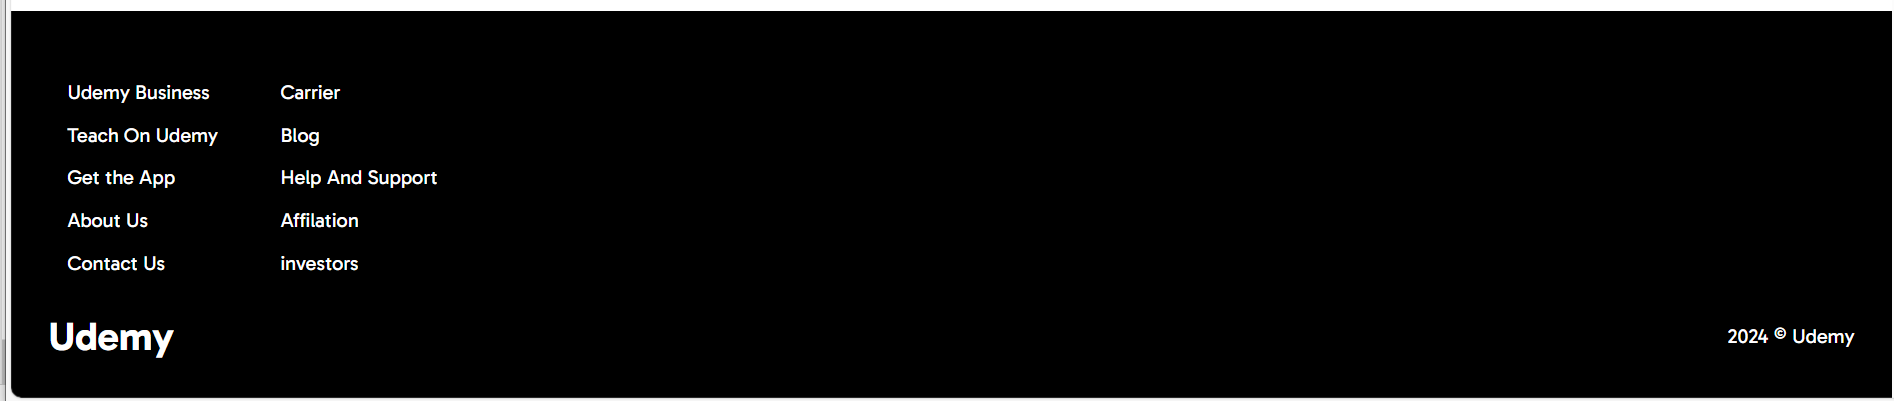 Udemy Business
Teach On Udemy
Get the App
About Us
Contact Us
Carrier
Blog
Help And Support
Affilation
investors
Udemy
2024 © Udemy